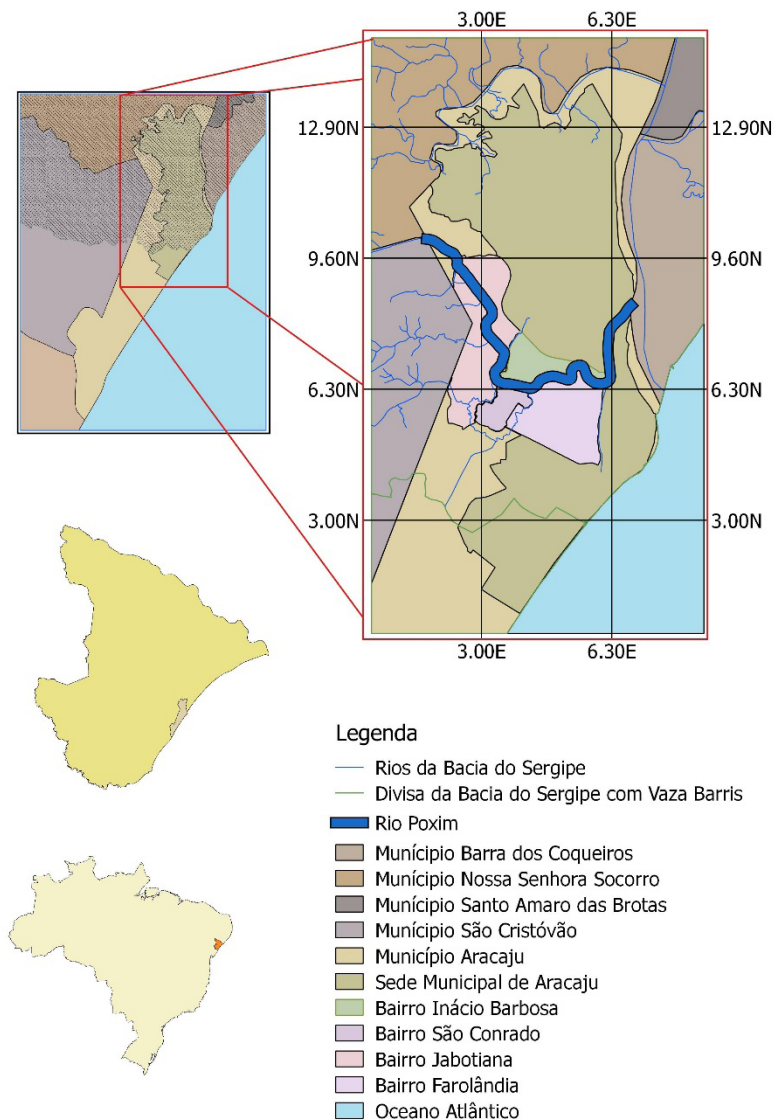 3.00E 6.30E
12.90N 12.90N
9.60N 9.60N
6.30N 6.30N
3.00N 3.00N
3.00E 6.30E
Legenda
Rios da Bacia do Sergipe
Divisa da Bacia do Sergipe com Vaza Barris
Rio Poxim
Munícipio Barra dos Coqueiros
Munícipio Nossa Senhora Socorro
Munícipio Santo Amaro das Brotas
Munícipio São Cristóvão
Município Aracaju
Sede Municipal de Aracaju
Bairro Inácio Barbosa
Bairro São Conrado
Bairro Jabotiana
Bairro Farolândia
Oceano Atlântico